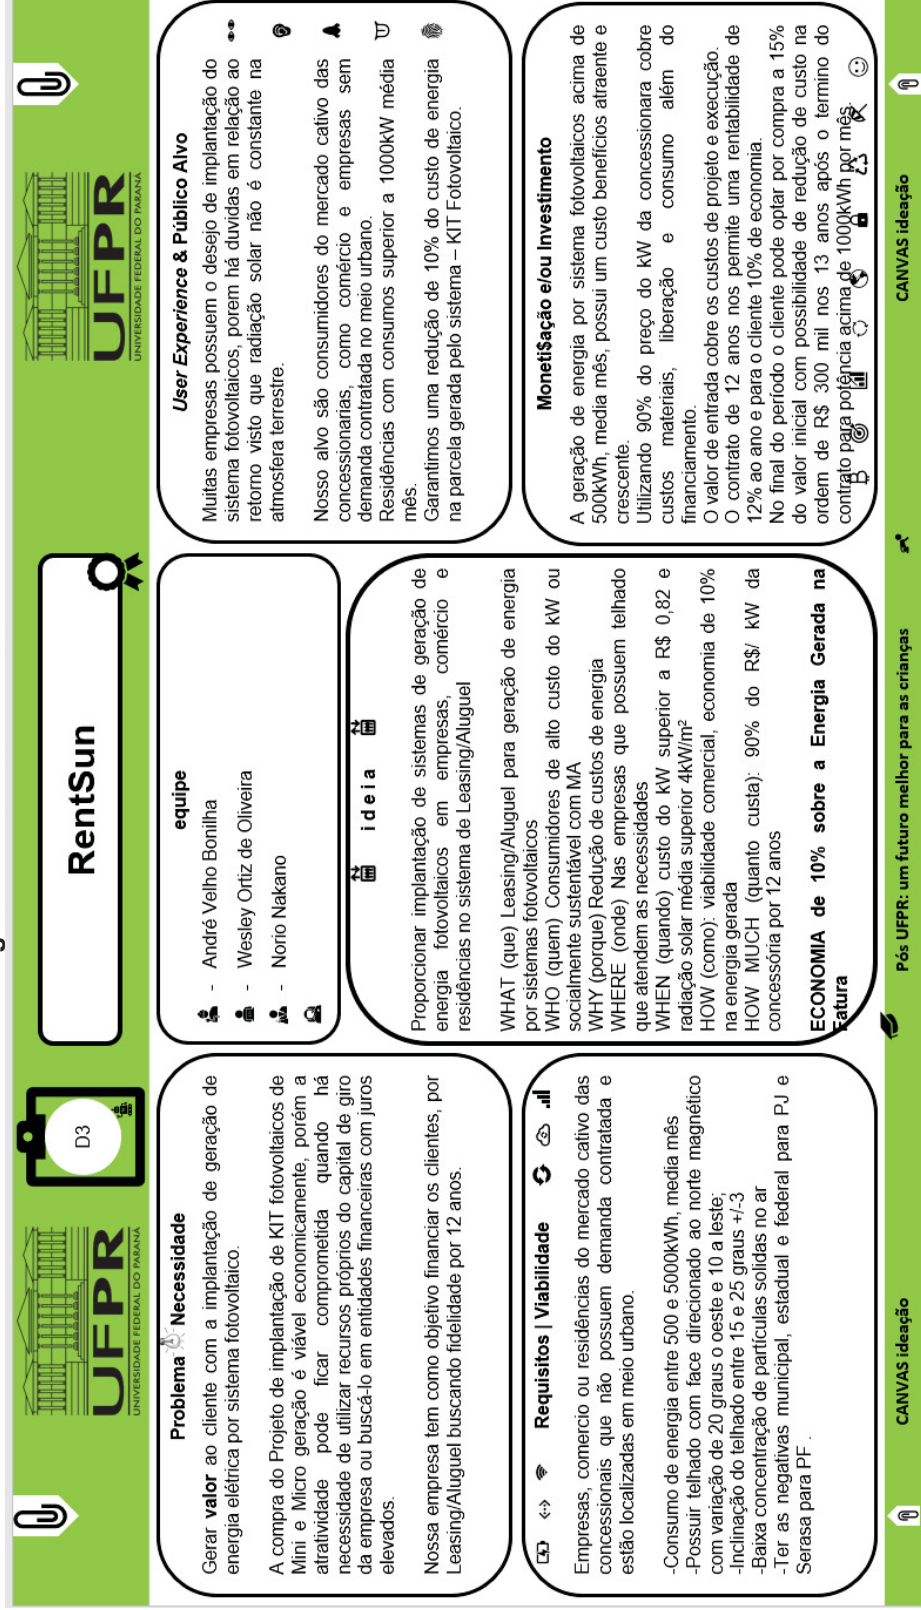 UFPR
UNIVERSIDADE FEDERAL DO PARANÁ
D3
RentSun
UFPR
UNIVERSIDADE FEDERAL DO PARANÁ
Problema Necessidade
Gerar valor ao cliente com a implantação de geração de
energia elétrica por sistema fotovoltaico.
A compra do Projeto de implantação de KIT fotovoltaicos de
Mini e Micro geração é viável economicamente, porém a
atratividade pode ficar comprometida quando há
necessidade de utilizar recursos próprios do capital de giro
da empresa ou buscá-lo em entidades financeiras com juros
elevados.
Nossa empresa tem como objetivo financiar os clientes, por
Leasing/Aluguel buscando fidelidade por 12 anos.
equipe
- André Velho Bonilha
- Wesley Ortiz de Oliveira
- Norio Nakano
User Experience & Público Alvo
Muitas empresas possuem o desejo de implantação do
sistema fotovoltaicos, porem há duvidas em relação ao
retorno visto que radiação solar não é constante na
atmosfera terrestre.
Nosso alvo são consumidores do mercado cativo das
concessionarias, como comércio e empresas sem
demanda contratada no meio urbano.
Residências com consumos superior a 1000kW média
mês.
Garantimos uma redução de 10% do custo de energia
na parcela gerada pelo sistema – KIT Fotovoltaico.
ideia
Proporcionar implantação de sistemas de geração de
energia fotovoltaicos em empresas, comércio e
residências no sistema de Leasing/Aluguel
WHAT (que) Leasing/Aluguel para geração de energia
por sistemas fotovoltaicos
WHO (quem) Consumidores de alto custo do kW ou
socialmente sustentável com MA
WHY (porque) Redução de custos de energia
WHERE (onde) Nas empresas que possuem telhado
que atendem as necessidades
WHEN (quando) custo do kW superior a R$ 0,82 e
radiação solar média superior 4kW/m²
HOW (como): viabilidade comercial, economia de 10%
na energia gerada
HOW MUCH (quanto custa): 90% do R$/ kW da
concessória por 12 anos
ECONOMIA de 10% sobre a Energia Gerada na
Fatura
Requisitos | Viabilidade
Empresas, comercio ou residências do mercado cativo das
concessionais que não possuem demanda contratada e
estão localizadas em meio urbano.
-Consumo de energia entre 500 e 5000kWh, media mês
-Possuir telhado com face direcionado ao norte magnético
com variação de 20 graus o oeste e 10 a leste;
-Inclinação do telhado entre 15 e 25 graus +/-3
-Baixa concentração de partículas solidas no ar
-Ter as negativas municipal, estadual e federal para PJ e
Serasa para PF .
Moneti$ação e/ou Investimento
A geração de energia por sistema fotovoltaicos acima de
500kWh, media mês, possui um custo benefícios atraente e
crescente.
Utilizando 90% do preço do kW da concessionara cobre
custos materiais, liberação e consumo além do
financiamento.
O valor de entrada cobre os custos de projeto e execução.
O contrato de 12 anos nos permite uma rentabilidade de
12% ao ano e para o cliente 10% de economia.
No final do período o cliente pode optar por compra a 15%
do valor inicial com possibilidade de redução de custo na
ordem de R$ 300 mil nos 13 anos após o termino do
contrato para potência acima de 1000kWh por mês.
CANVAS ideação
Pós UFPR: um futuro melhor para as crianças
CANVAS ideação